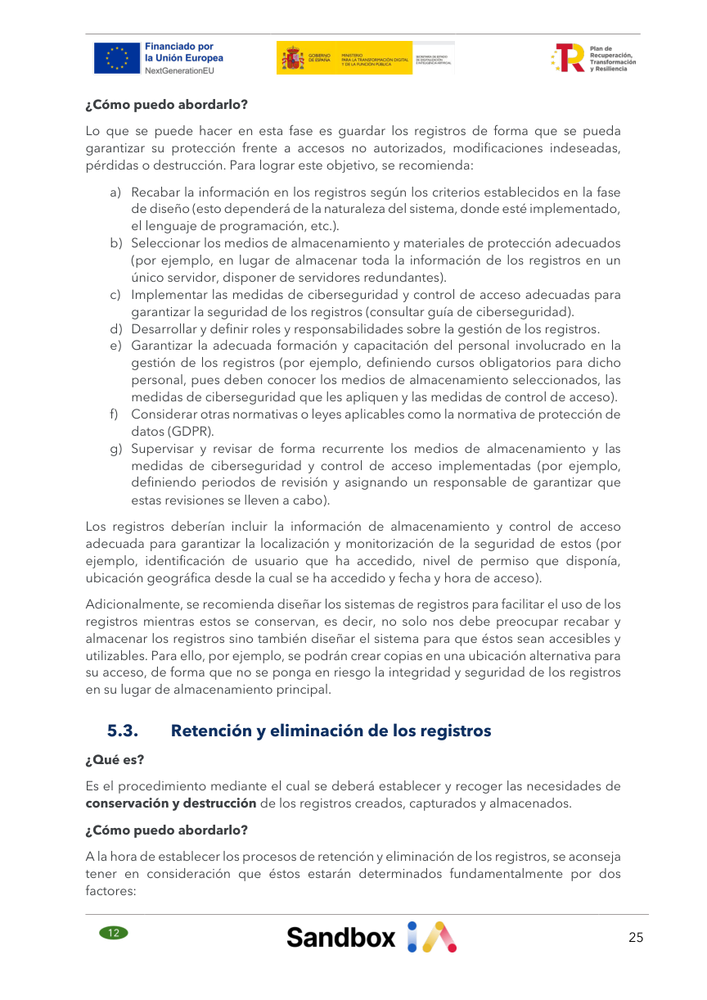 Financiado por
la Unión Europea
NextGenerationEU
GOBIERNO
DE ESPAÑA
MINISTERIO
PARA LA TRANSFORMACIÓN DIGITAL
Y DE LA FUNCIÓN PÚBLICA
SECRETARÍA DE ESTADO
DE DIGITALIZACIÓN
E INTELIGENCIA ARTIFICIAL
Plan de
Recuperación,
Transformación
y Resiliencia
¿Cómo puedo abordarlo?
Lo que se puede hacer en esta fase es guardar los registros de forma que se pueda
garantizar su protección frente a accesos no autorizados, modificaciones indeseadas,
pérdidas o destrucción. Para lograr este objetivo, se recomienda:
a) Recabar la información en los registros según los criterios establecidos en la fase
de diseño (esto dependerá de la naturaleza del sistema, donde esté implementado,
el lenguaje de programación, etc.).
b) Seleccionar los medios de almacenamiento y materiales de protección adecuados
(por ejemplo, en lugar de almacenar toda la información de los registros en un
único servidor, disponer de servidores redundantes).
c) Implementar las medidas de ciberseguridad y control de acceso adecuadas para
garantizar la seguridad de los registros (consultar guía de ciberseguridad).
d) Desarrollar y definir roles y responsabilidades sobre la gestión de los registros.
e) Garantizar la adecuada formación y capacitación del personal involucrado en la
gestión de los registros (por ejemplo, definiendo cursos obligatorios para dicho
personal, pues deben conocer los medios de almacenamiento seleccionados, las
medidas de ciberseguridad que les apliquen y las medidas de control de acceso).
f) Considerar otras normativas o leyes aplicables como la normativa de protección de
datos (GDPR).
g) Supervisar y revisar de forma recurrente los medios de almacenamiento y las
medidas de ciberseguridad y control de acceso implementadas (por ejemplo,
definiendo periodos de revisión y asignando un responsable de garantizar que
estas revisiones se lleven a cabo).
Los registros deberían incluir la información de almacenamiento y control de acceso
adecuada para garantizar la localización y monitorización de la seguridad de estos (por
ejemplo, identificación de usuario que ha accedido, nivel de permiso que disponía,
ubicación geográfica desde la cual se ha accedido y fecha y hora de acceso).
Adicionalmente, se recomienda diseñar los sistemas de registros para facilitar el uso de los
registros mientras estos se conservan, es decir, no solo nos debe preocupar recabar y
almacenar los registros sino también diseñar el sistema para que éstos sean accesibles y
utilizables. Para ello, por ejemplo, se podrán crear copias en una ubicación alternativa para
su acceso, de forma que no se ponga en riesgo la integridad y seguridad de los registros
en su lugar de almacenamiento principal.
5.3. Retención y eliminación de los registros
¿Qué es?
Es el procedimiento mediante el cual se deberá establecer y recoger las necesidades de
conservación y destrucción de los registros creados, capturados y almacenados.
¿Cómo puedo abordarlo?
A la hora de establecer los procesos de retención y eliminación de los registros, se aconseja
tener en consideración que éstos estarán determinados fundamentalmente por dos
factores:
12
Sandbox
25